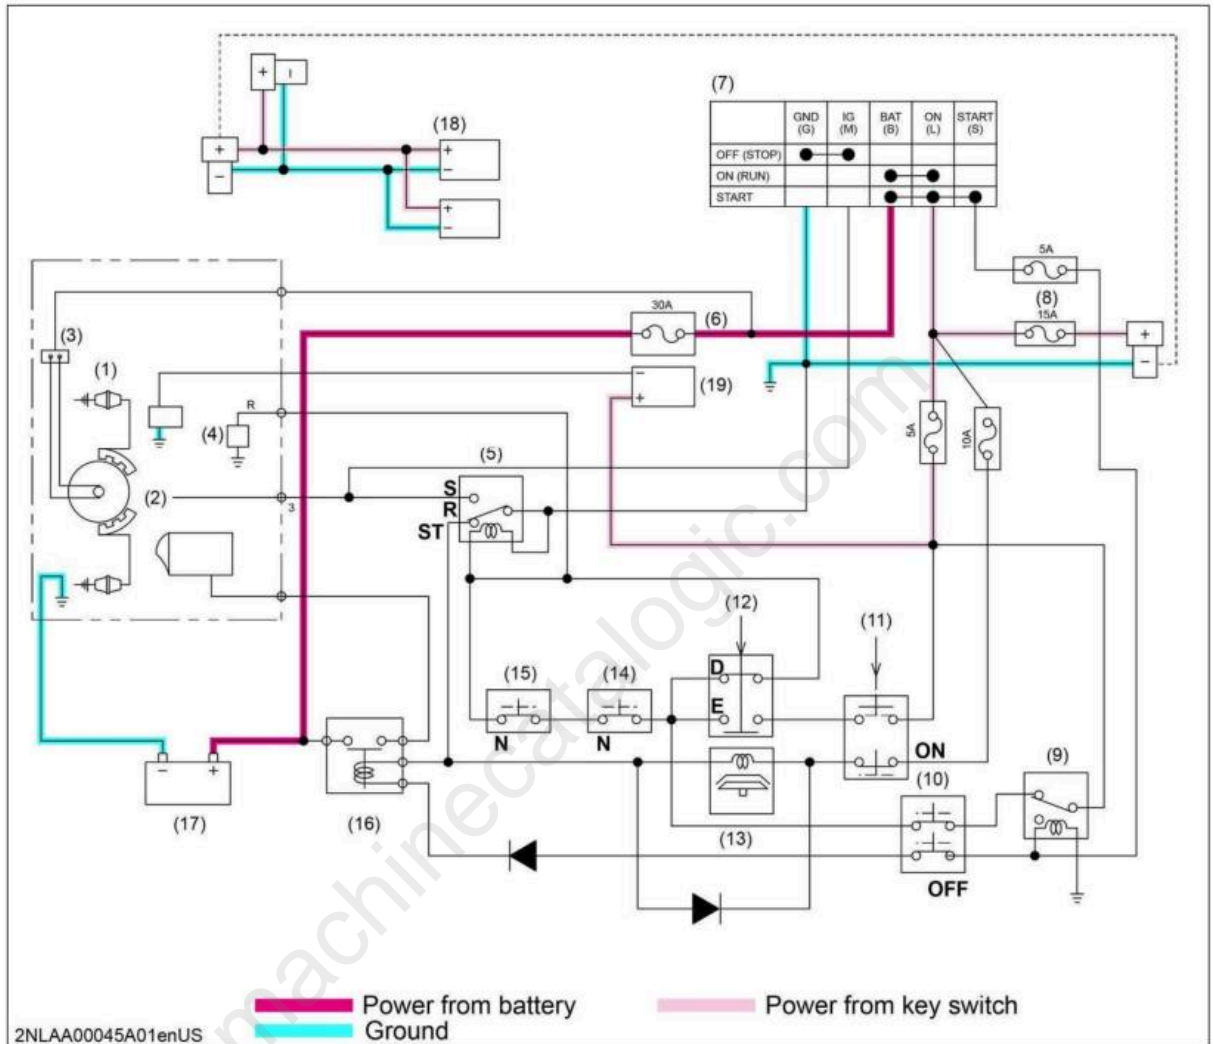 (7)
GND (G) IG (M) BAT (B) ON (L) START (S)
OFF (STOP)
ON (RUN)
START
+ −
(18)
+ + −
− + −
5A
(8)
15A
+
−
30A
(6)
(3)
(1)
− (19)
+
R
(4)
5A 10A
(5)
S
R
ST
(2)
3
(12)
(11)
D
(15) (14)
E
N N
ON
(10) (9)
− +
(17) (16) (13)
OFF
Power from battery Power from key switch
Ground
2NLAA00045A01enUS
machinecatalogic.com